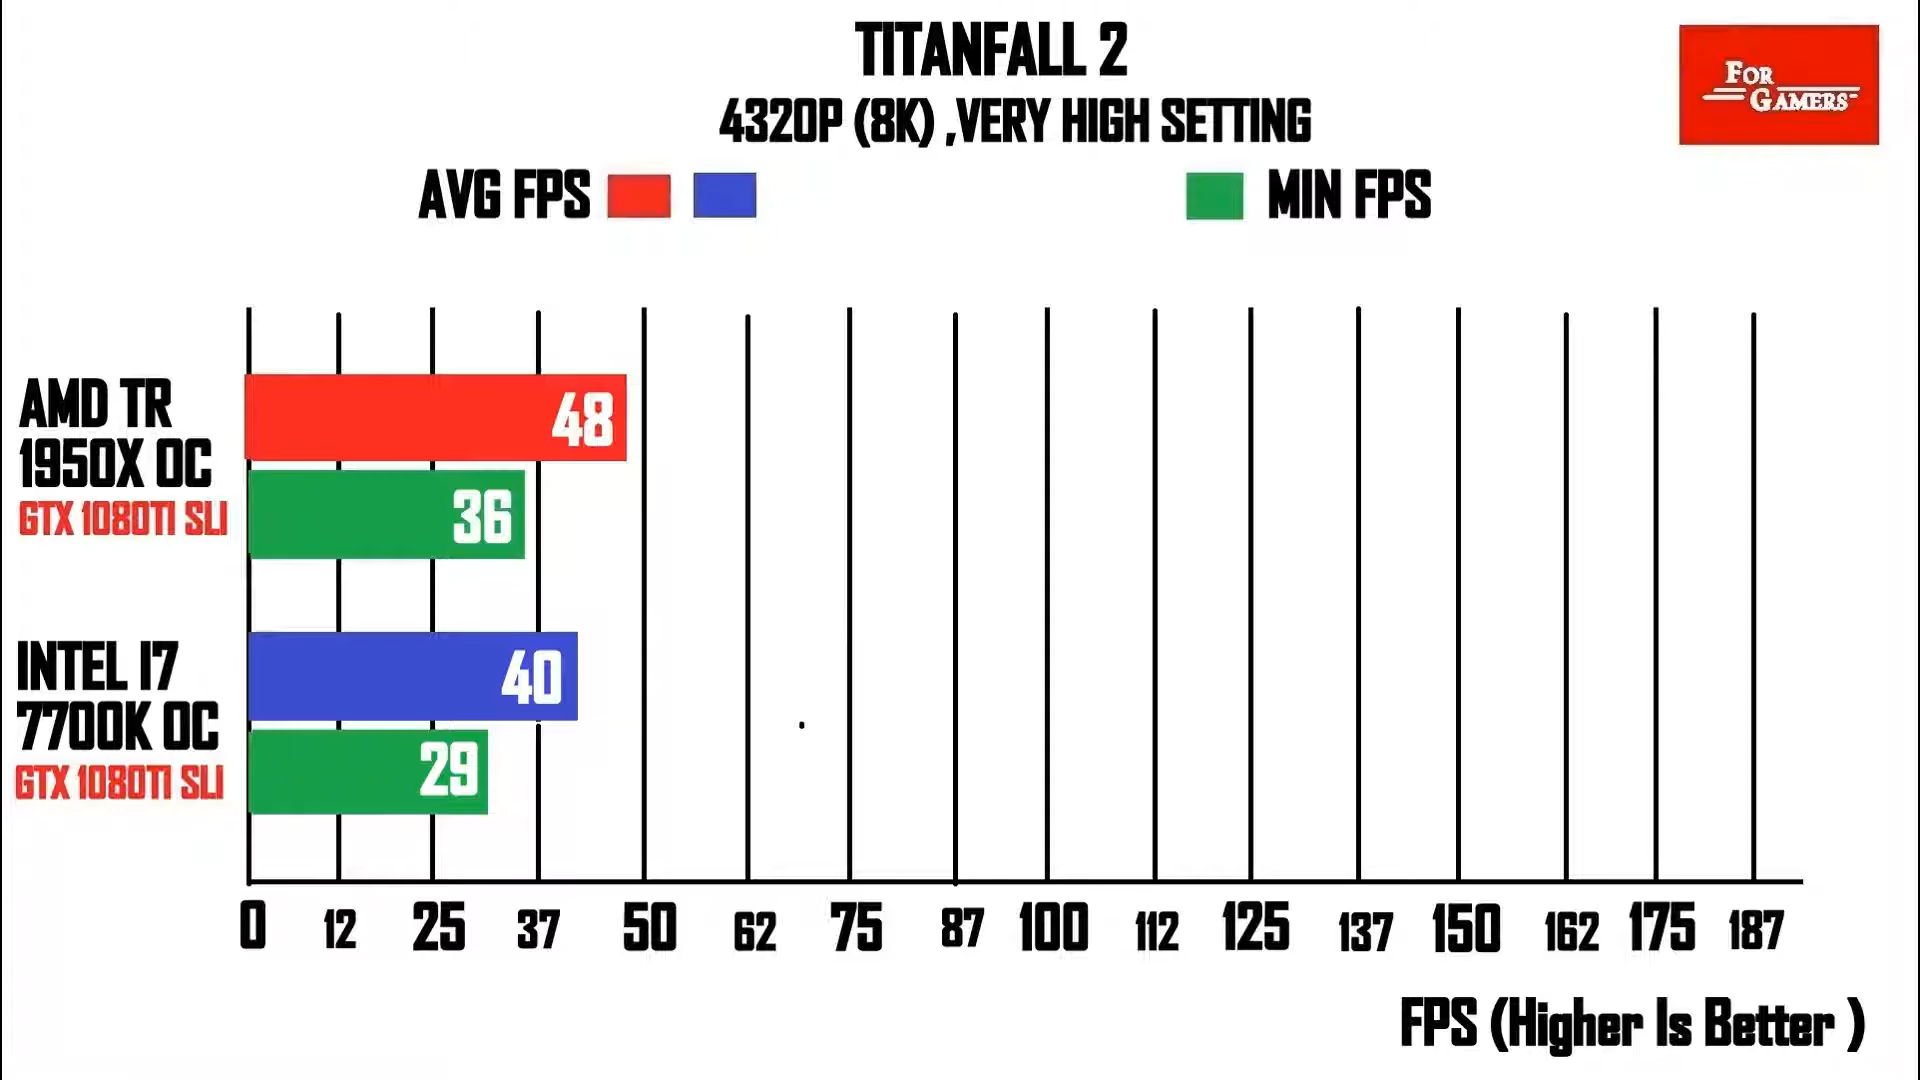 TITANFALL 2
4320P (8K) ,VERY HIGH SETTING
FOR
GAMERS
AVG FPS
MIN FPS
AMD TR
1950X OC
GTX 1080TI SLI
48
36
INTEL I7
7700K OC
GTX 1080TI SLI
40
29
0 12 25 37 50 62 75 87 100 112 125 137 150 162 175 187
FPS (Higher Is Better )